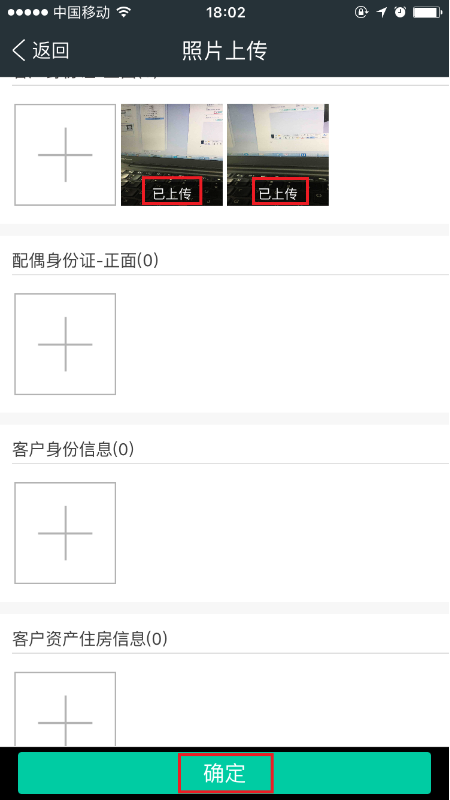 中国移动 18:02
返回 照片上传
已上传 已上传
配偶身份证-正面(0)
客户身份信息(0)
客户资产住房信息(0)
确定